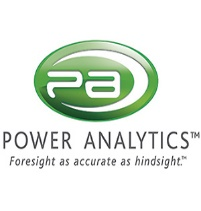 PA
POWER ANALYTICS™
Foresight as accurate as hindsight.™